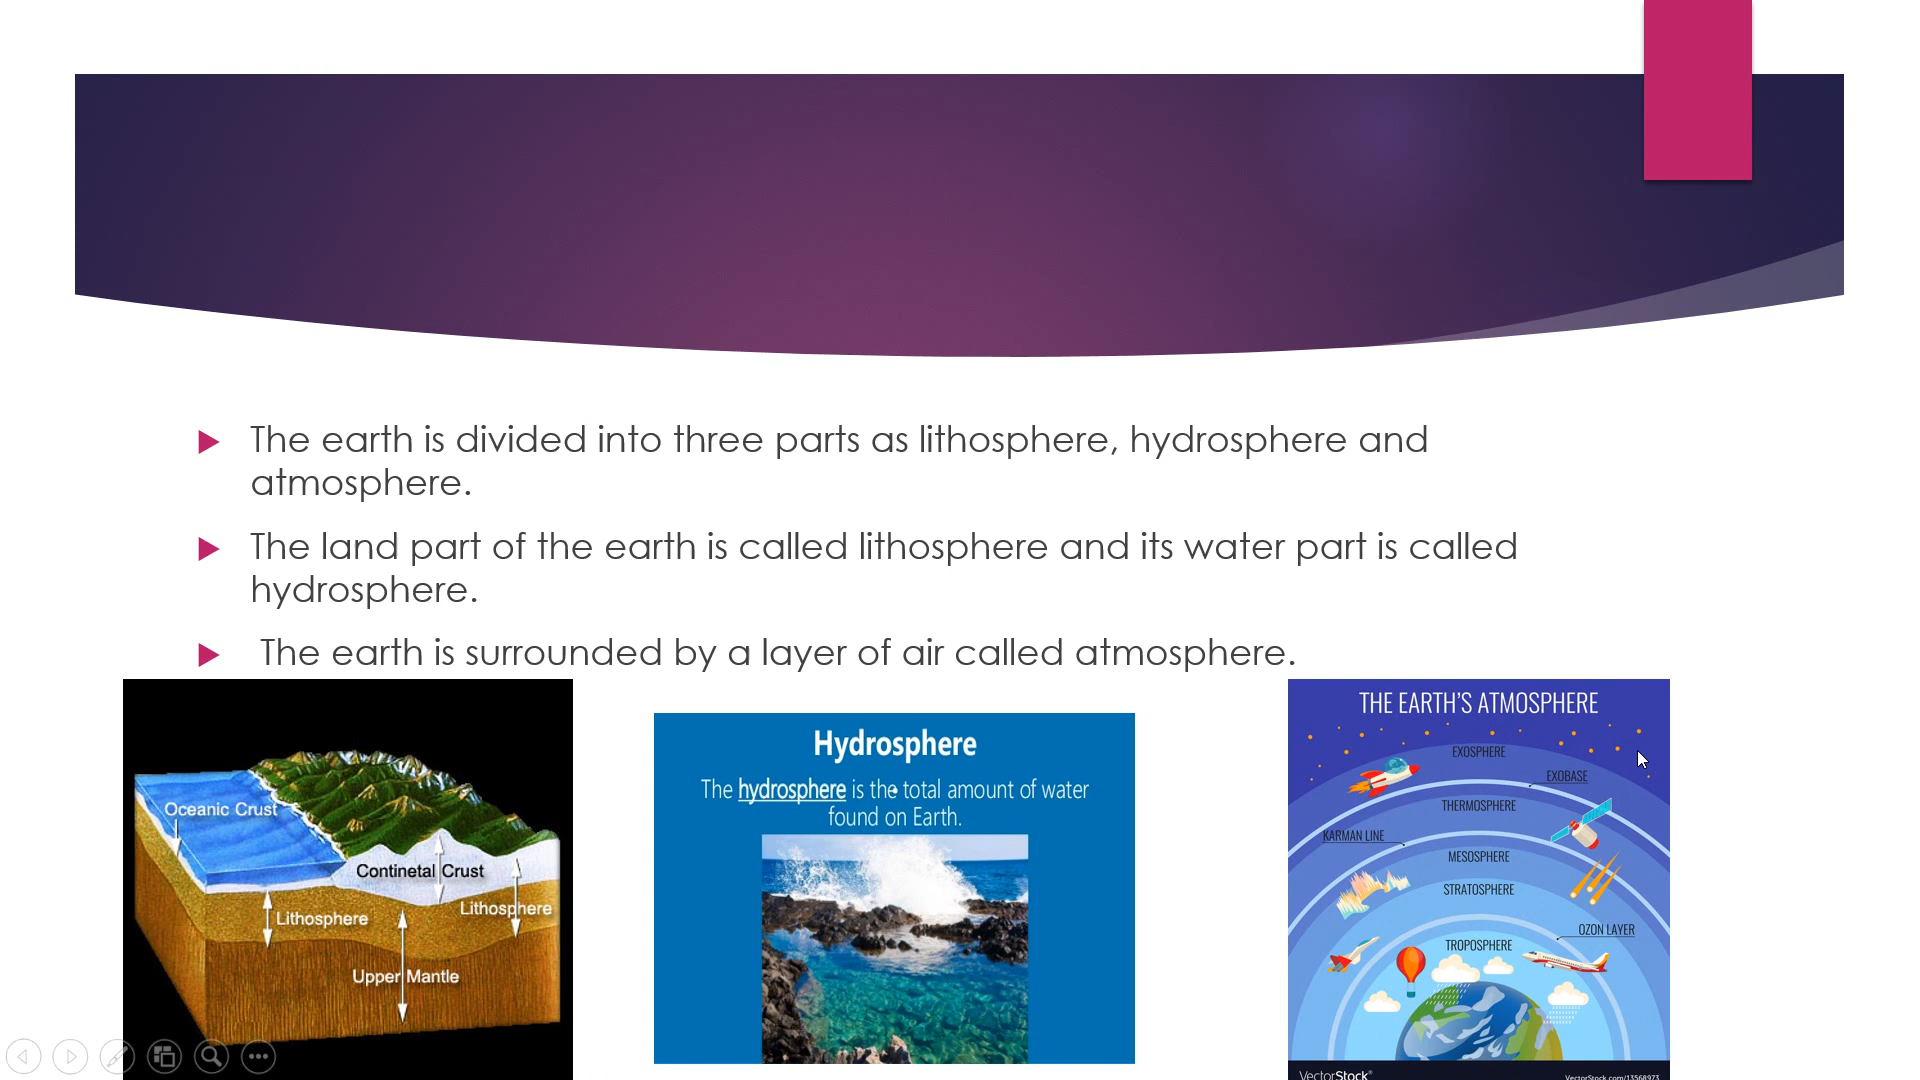 The earth is divided into three parts as lithosphere, hydrosphere and
atmosphere.
The land part of the earth is called lithosphere and its water part is called
hydrosphere.
The earth is surrounded by a layer of air called atmosphere.
Oceanic Crust
Continetal Crust
Lithosphere
Lithosphere
Upper Mantle
Hydrosphere
The hydrosphere is the total amount of water
found on Earth.
THE EARTH'S ATMOSPHERE
EXOSPHERE
EXOBASE
THERMOSPHERE
KARMAN LINE
MESOSPHERE
STRATOSPHERE
OZON LAYER
TROPOSPHERE
VectorStock®
VectorStock.com/13568973